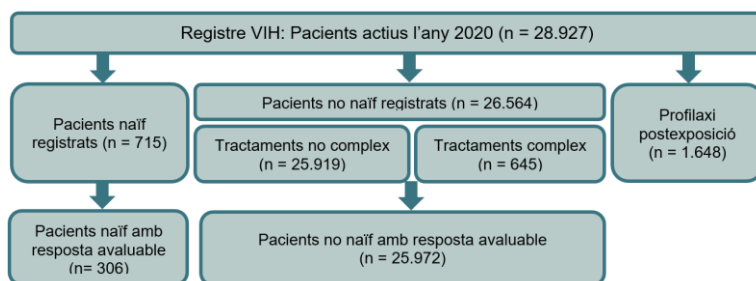 Registre VIH: Pacients actius l’any 2020 (n = 28.927)
Pacients naïf
registrats (n = 715)
Pacients no naïf registrats (n = 26.564)
Tractaments no complex
(n = 25.919)
Tractaments complex
(n = 645)
Profilaxi
postexposició
(n = 1.648)
Pacients naïf amb
resposta avaluable
(n= 306)
Pacients no naïf amb resposta avaluable
(n = 25.972)